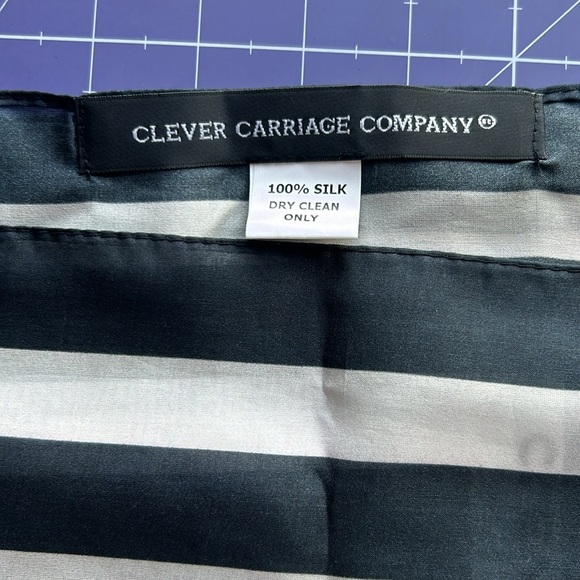 CLEVER CARRIAGE COMPANY ®
100% SILK
DRY CLEAN
ONLY